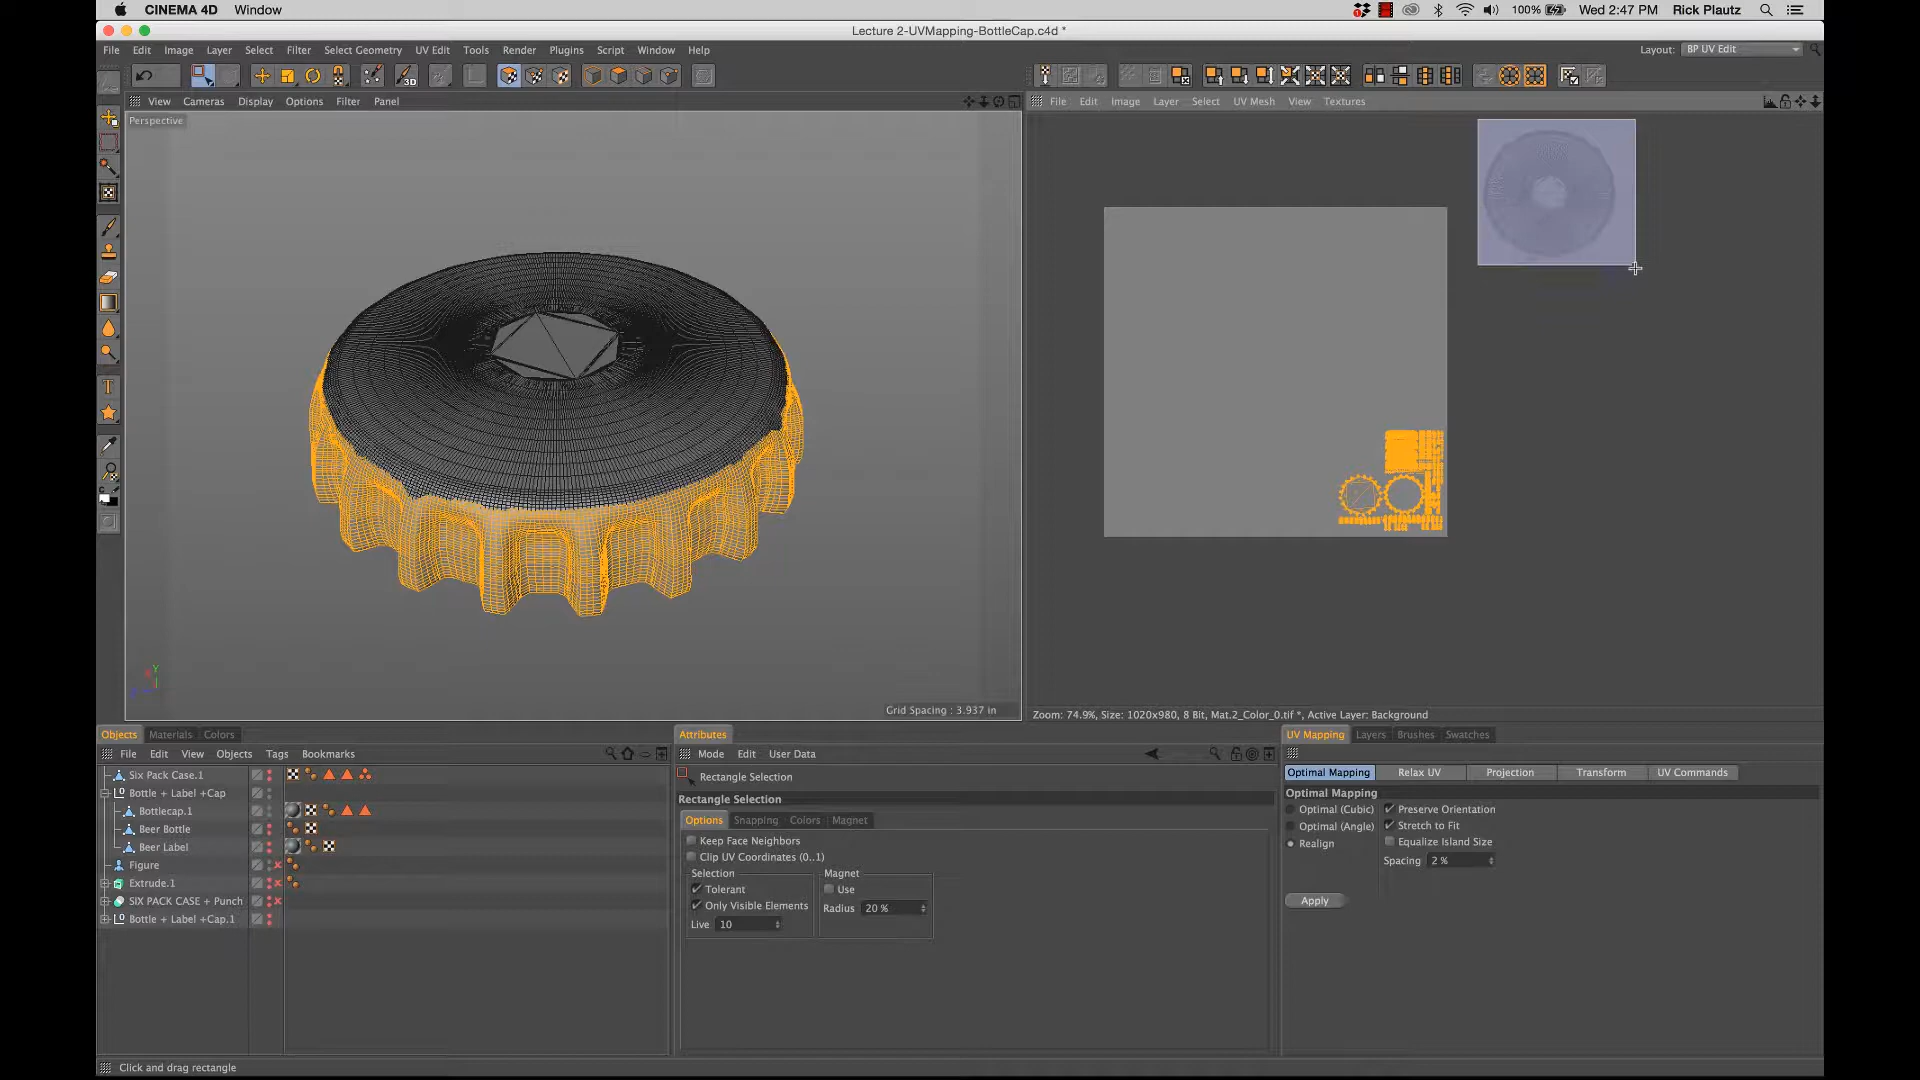 CINEMA 4D Window 100% Wed 2:47 PM Rick Plautz
Lecture 2-UVMapping-BottleCap.c4d *
File Edit Image Layer Select Filter Select Geometry UV Edit Tools Render Plugins Script Window Help Layout: BP UV Edit
View Cameras Display Options Filter Panel File Edit Image Layer Select UV Mesh View Textures
Perspective
Y
Grid Spacing : 3.937 in
Zoom: 74.9%, Size: 1020x980, 8 Bit, Mat.2_Color_0.tif *, Active Layer: Background
Objects Materials Colors Attributes UV Mapping Layers Brushes Swatches
File Edit View Objects Tags Bookmarks Mode Edit User Data
Six Pack Case.1
Bottle + Label +Cap
Bottlecap.1
Beer Bottle
Beer Label
Figure
Extrude.1
SIX PACK CASE + Punch
Bottle + Label +Cap.1
Rectangle Selection
Rectangle Selection
Options Snapping Colors Magnet
Keep Face Neighbors
Clip UV Coordinates (0..1)
Selection Magnet
Tolerant Use
Only Visible Elements Radius 20 %
Live 10
Optimal Mapping Relax UV Projection Transform UV Commands
Optimal Mapping
Optimal (Cubic) Preserve Orientation
Optimal (Angle) Stretch to Fit
Realign Equalize Island Size
Spacing 2 %
Apply
Click and drag rectangle